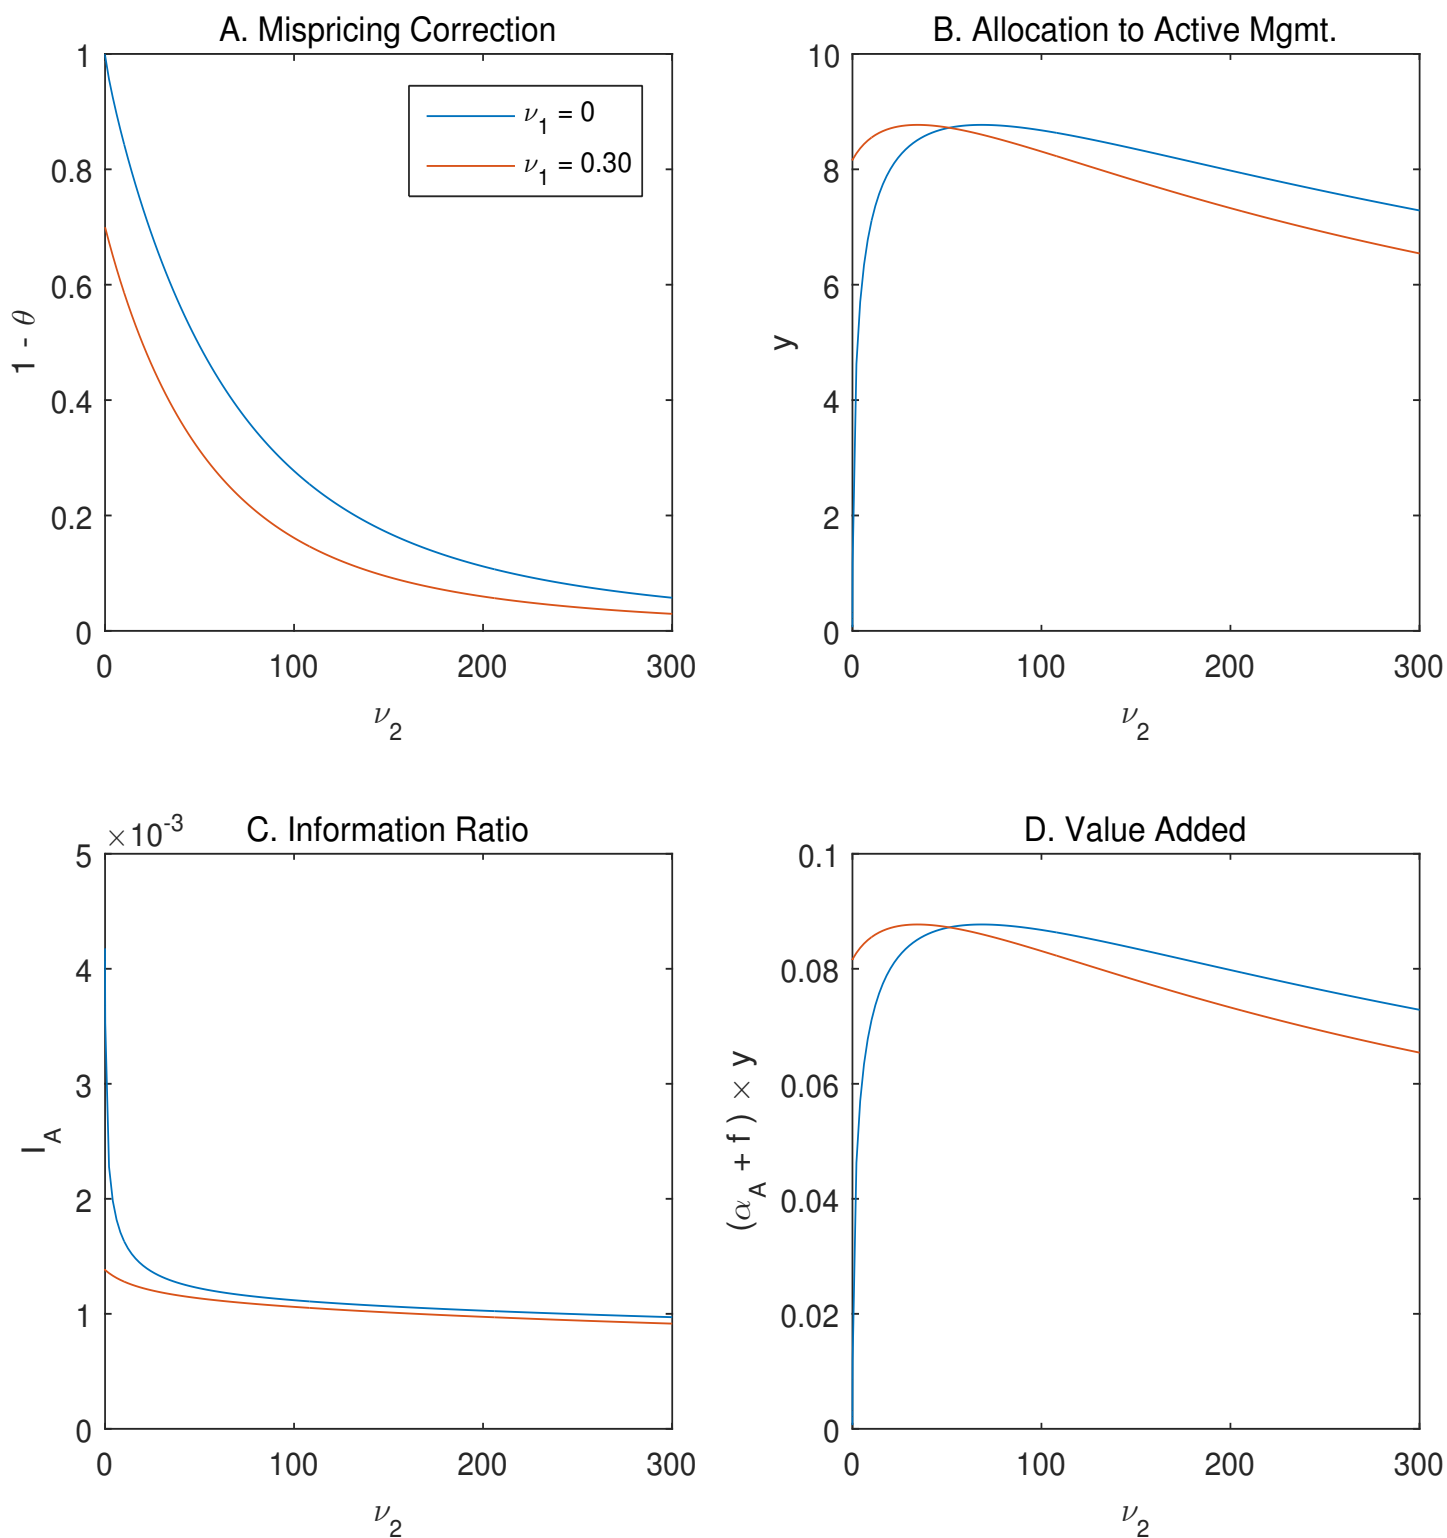 A. Mispricing Correction
1
0.8
0.6
0.4
0.2
0
0
100
200
300
1 - θ
ν₂
ν₁ = 0
ν₁ = 0.30
B. Allocation to Active Mgmt.
10
8
6
4
2
0
0
100
200
300
y
ν₂
C. Information Ratio
×10⁻³
5
4
3
2
1
0
0
100
200
300
I_A
ν₂
D. Value Added
0.1
0.08
0.06
0.04
0.02
0
0
100
200
300
(α_A + f ) × y
ν₂